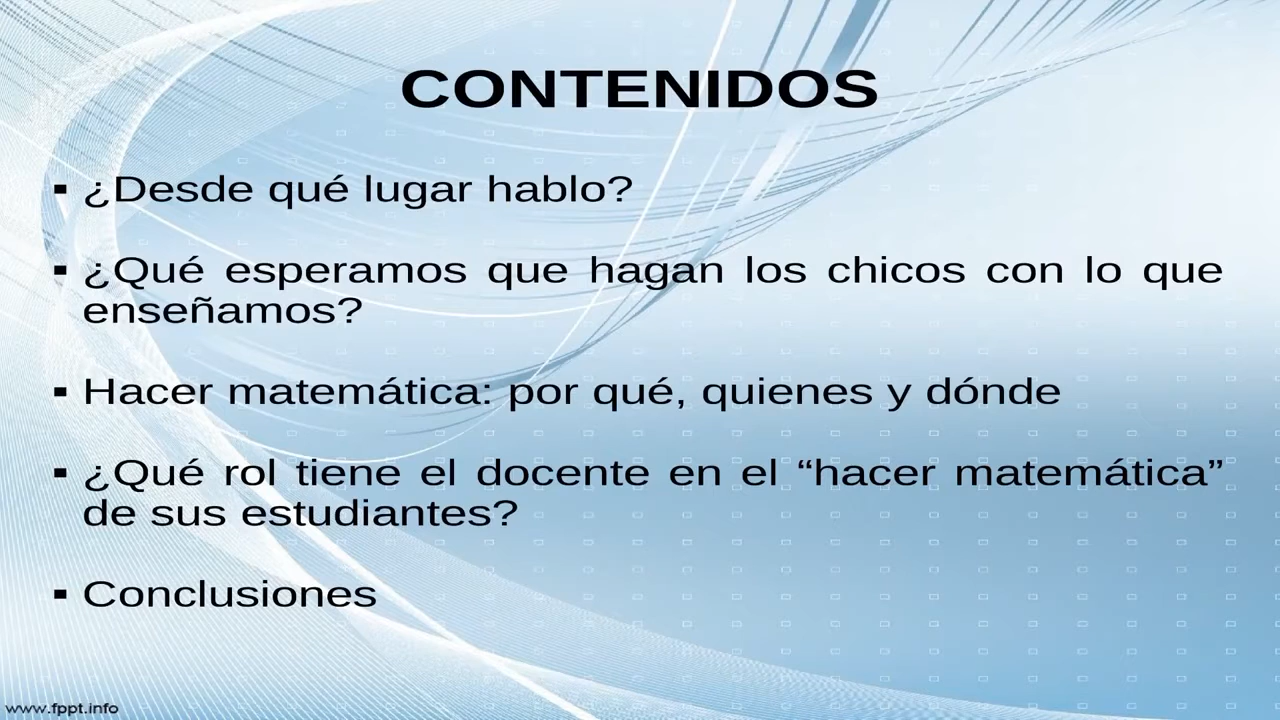 CONTENIDOS
▪ ¿Desde qué lugar hablo?
▪ ¿Qué esperamos que hagan los chicos con lo que
enseñamos?
▪ Hacer matemática: por qué, quienes y dónde
▪ ¿Qué rol tiene el docente en el “hacer matemática”
de sus estudiantes?
▪ Conclusiones
www.fppt.info